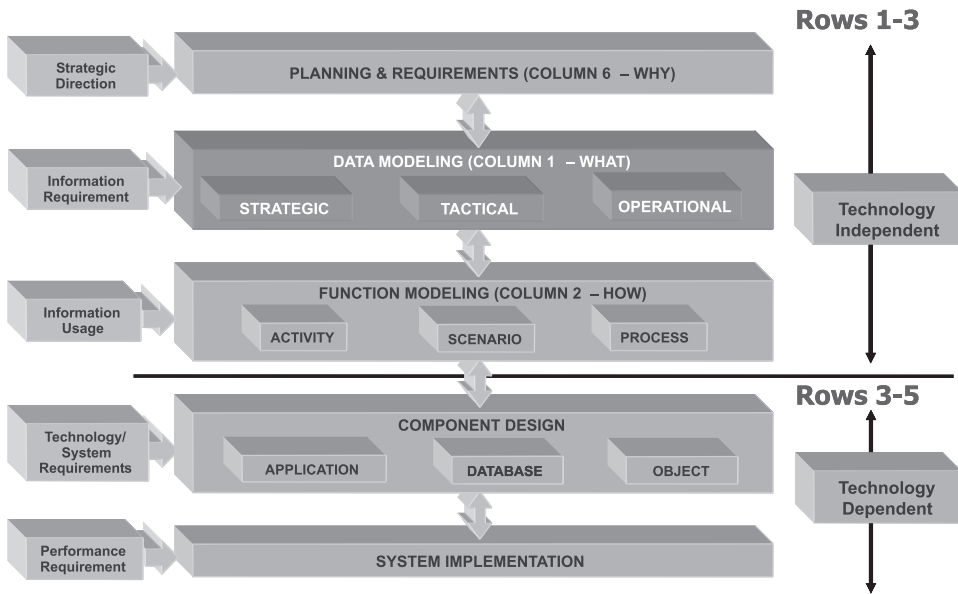 Rows 1-3
Strategic
Direction
PLANNING & REQUIREMENTS (COLUMN 6 – WHY)
DATA MODELING (COLUMN 1 – WHAT)
Information
Requirement
STRATEGIC
TACTICAL
OPERATIONAL
Technology
Independent
FUNCTION MODELING (COLUMN 2 – HOW)
Information
Usage
ACTIVITY
SCENARIO
PROCESS
Rows 3-5
COMPONENT DESIGN
Technology/
System
Requirements
APPLICATION
DATABASE
OBJECT
Technology
Dependent
Performance
Requirement
SYSTEM IMPLEMENTATION